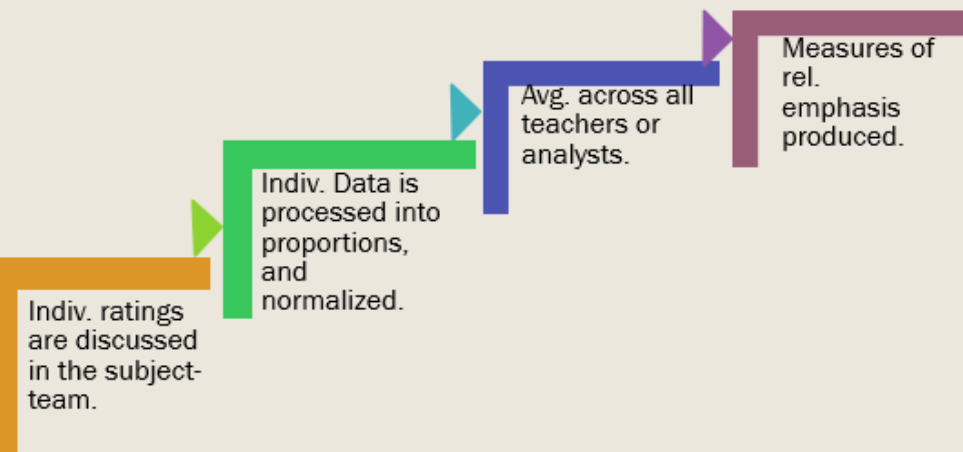 Indiv. ratings
are discussed
in the subject-
team.
Indiv. Data is
processed into
proportions,
and
normalized.
Avg. across all
teachers or
analysts.
Measures of
rel.
emphasis
produced.